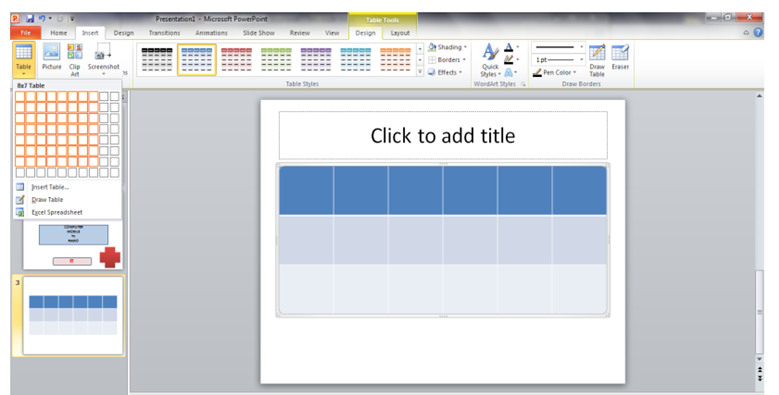 Presentation1 - Microsoft PowerPoint
Table Tools
File Home Insert Design Transitions Animations Slide Show Review View Design Layout
Table Picture Clip Art Screenshot
Shading
Borders
Effects
Quick Styles
1 pt
Pen Color
Draw Table
Eraser
Table Styles WordArt Styles Draw Borders
8x7 Table
Insert Table...
Draw Table
Excel Spreadsheet
3
Click to add title